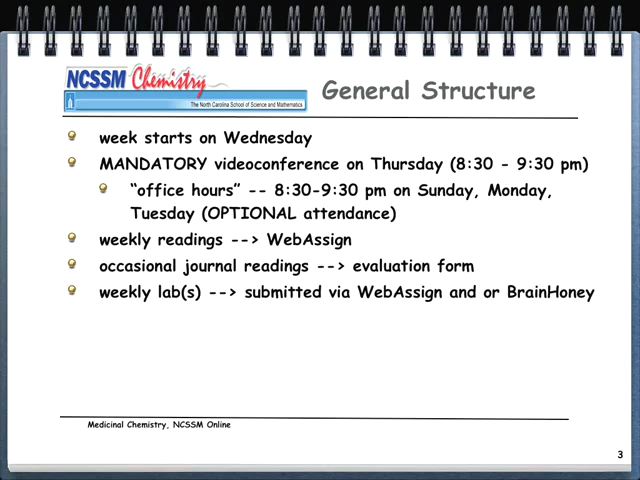 NCSSM Chemistry
The North Carolina School of Science and Mathematics
General Structure
week starts on Wednesday
MANDATORY videoconference on Thursday (8:30 - 9:30 pm)
“office hours” -- 8:30-9:30 pm on Sunday, Monday,
Tuesday (OPTIONAL attendance)
weekly readings --> WebAssign
occasional journal readings --> evaluation form
weekly lab(s) --> submitted via WebAssign and or BrainHoney
Medicinal Chemistry, NCSSM Online
3